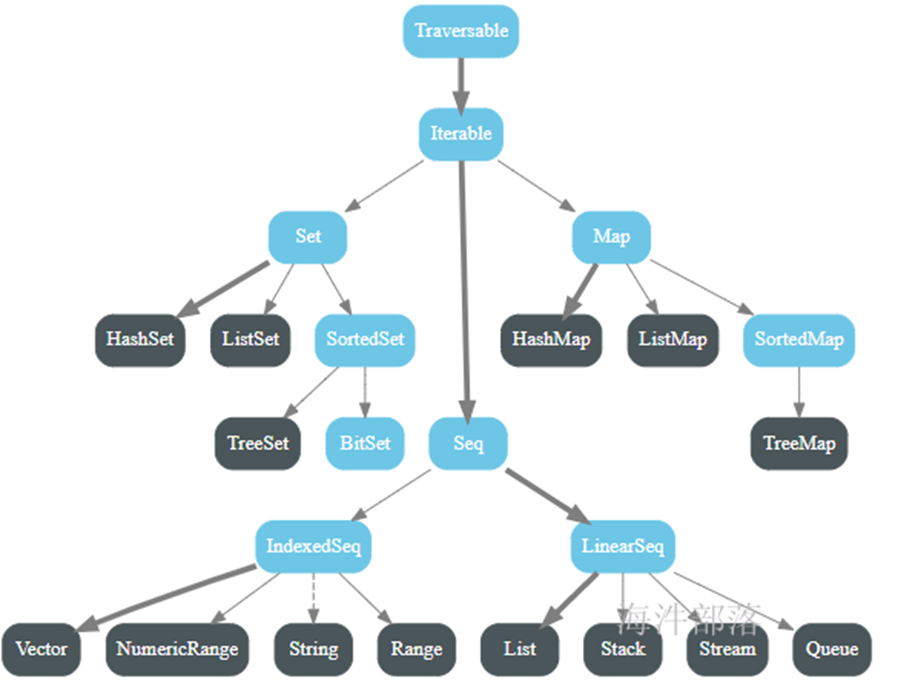 Traversable
Iterable
Set
Map
HashSet
ListSet
SortedSet
HashMap
ListMap
SortedMap
TreeSet
BitSet
Seq
TreeMap
IndexedSeq
LinearSeq
海汼部落
Vector
NumericRange
String
Range
List
Stack
Stream
Queue